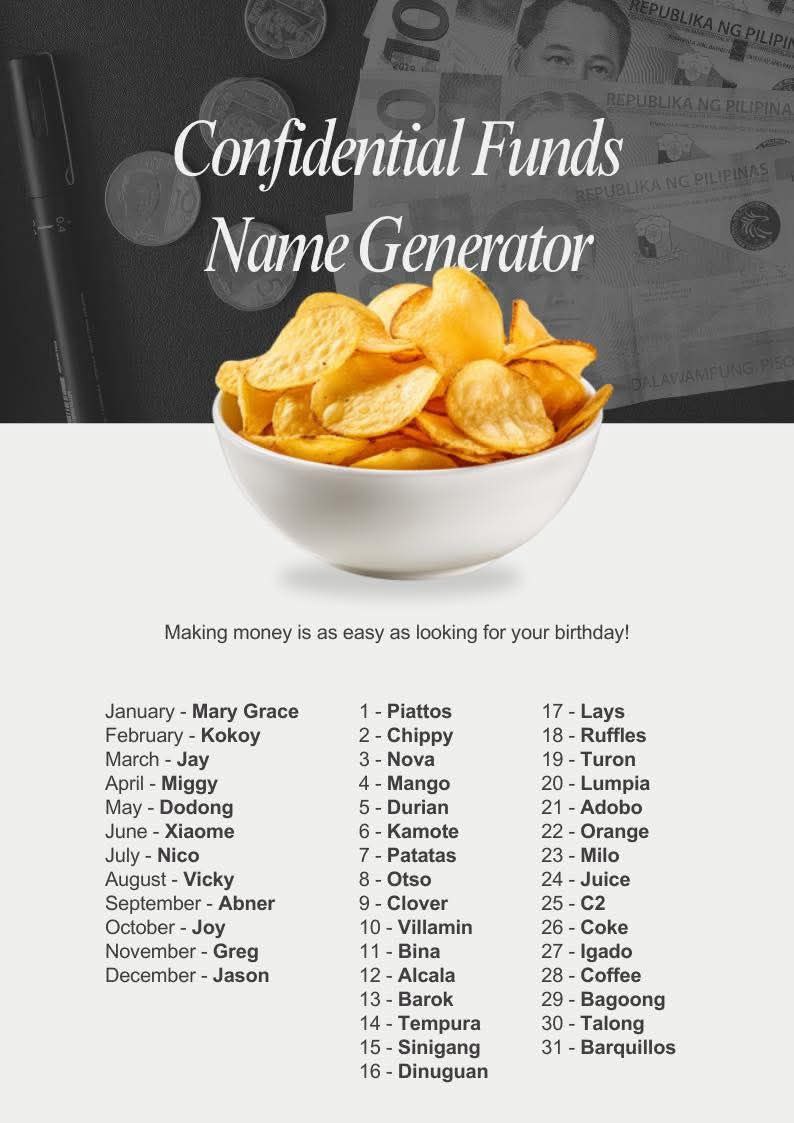 REPUBLIKA NG PILIPINAS
REPUBLIKA NG PILIPINA
REPUBLIKA NG PILIPINAS
DALAWAMPUNG PISO
Confidential Funds
Name Generator
Making money is as easy as looking for your birthday!
January - Mary Grace
February - Kokoy
March - Jay
April - Miggy
May - Dodong
June - Xiaome
July - Nico
August - Vicky
September - Abner
October - Joy
November - Greg
December - Jason
1 - Piattos
2 - Chippy
3 - Nova
4 - Mango
5 - Durian
6 - Kamote
7 - Patatas
8 - Otso
9 - Clover
10 - Villamin
11 - Bina
12 - Alcala
13 - Barok
14 - Tempura
15 - Sinigang
16 - Dinuguan
17 - Lays
18 - Ruffles
19 - Turon
20 - Lumpia
21 - Adobo
22 - Orange
23 - Milo
24 - Juice
25 - C2
26 - Coke
27 - Igado
28 - Coffee
29 - Bagoong
30 - Talong
31 - Barquillos